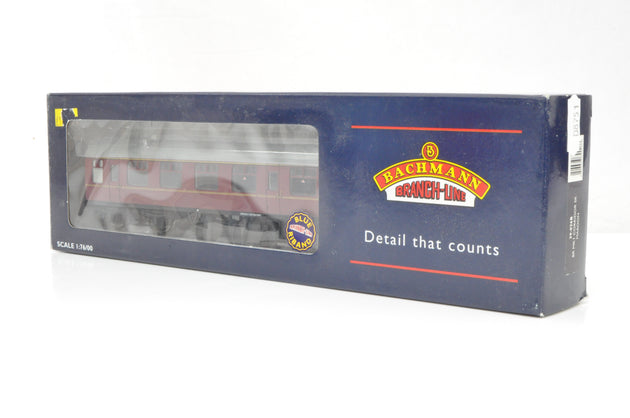 B
BACHMANN
BRANCH-LINE
Detail that counts
SCALE 1:76/00
BLUE
RIBAND